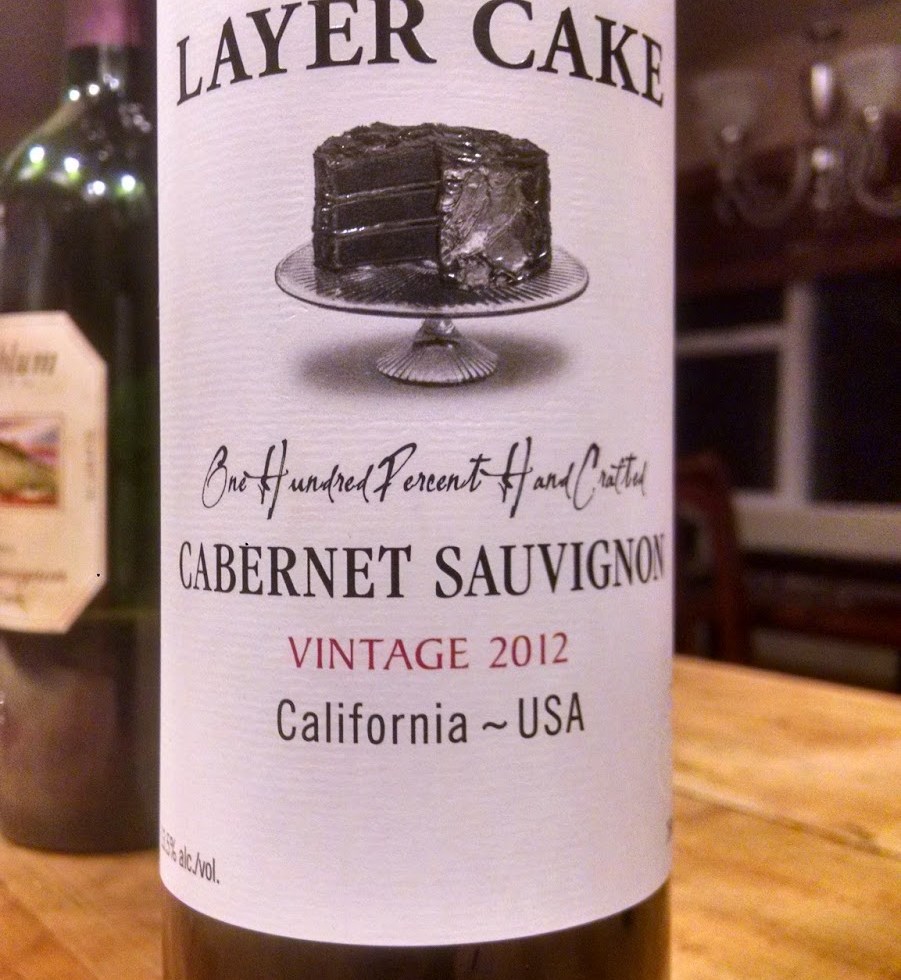 LAYER CAKE
One Hundred Percent Hand Crafted
CABERNET SAUVIGNON
VINTAGE 2012
California ~ USA
alc./vol.